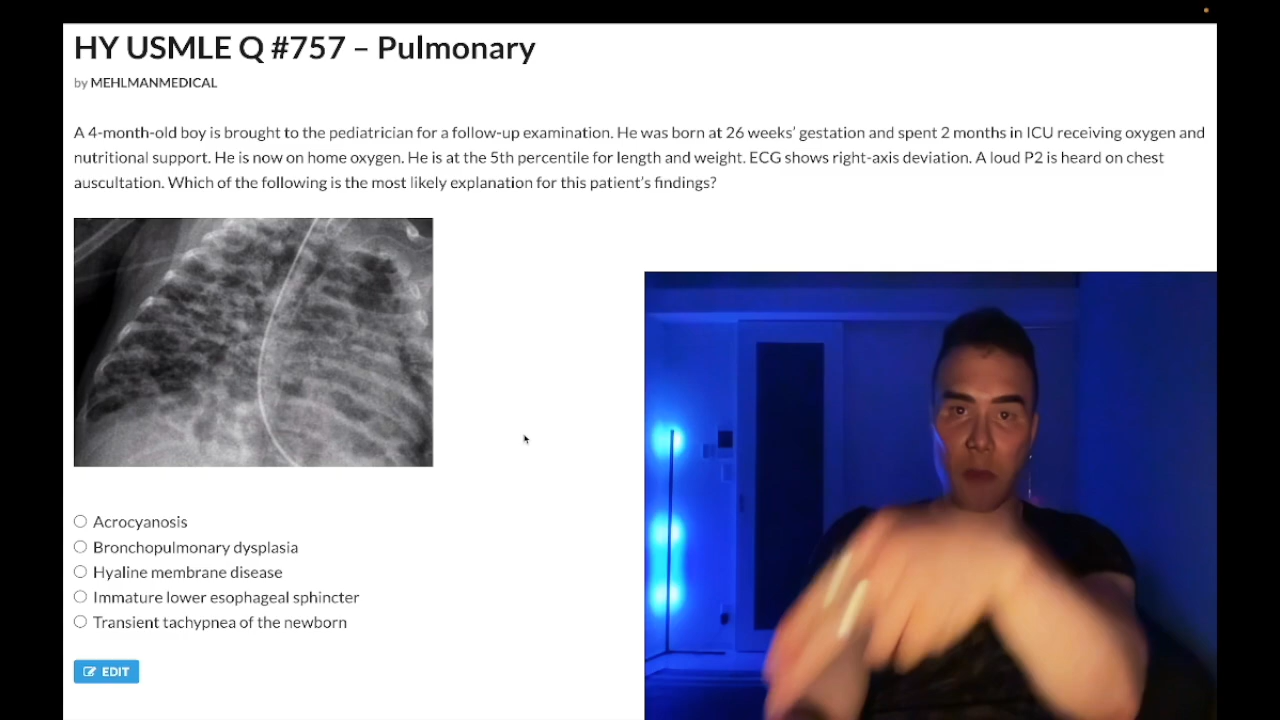 HY USMLE Q #757 – Pulmonary
by MEHLMANMEDICAL
A 4-month-old boy is brought to the pediatrician for a follow-up examination. He was born at 26 weeks’ gestation and spent 2 months in ICU receiving oxygen and
nutritional support. He is now on home oxygen. He is at the 5th percentile for length and weight. ECG shows right-axis deviation. A loud P2 is heard on chest
auscultation. Which of the following is the most likely explanation for this patient’s findings?
Acrocyanosis
Bronchopulmonary dysplasia
Hyaline membrane disease
Immature lower esophageal sphincter
Transient tachypnea of the newborn
EDIT